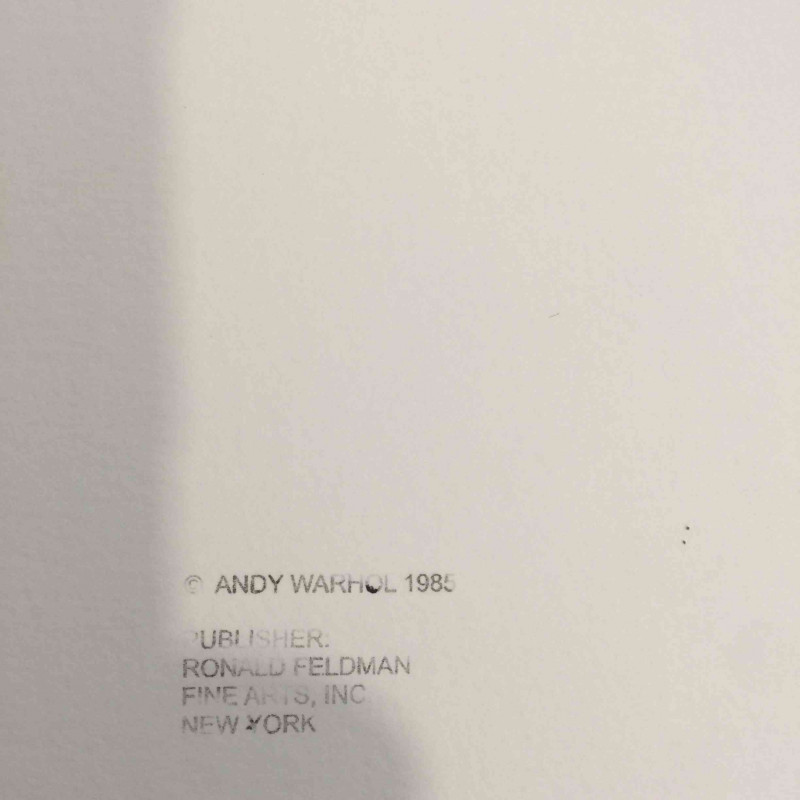 © ANDY WARHOL 1985
PUBLISHER:
RONALD FELDMAN
FINE ARTS, INC
NEW YORK